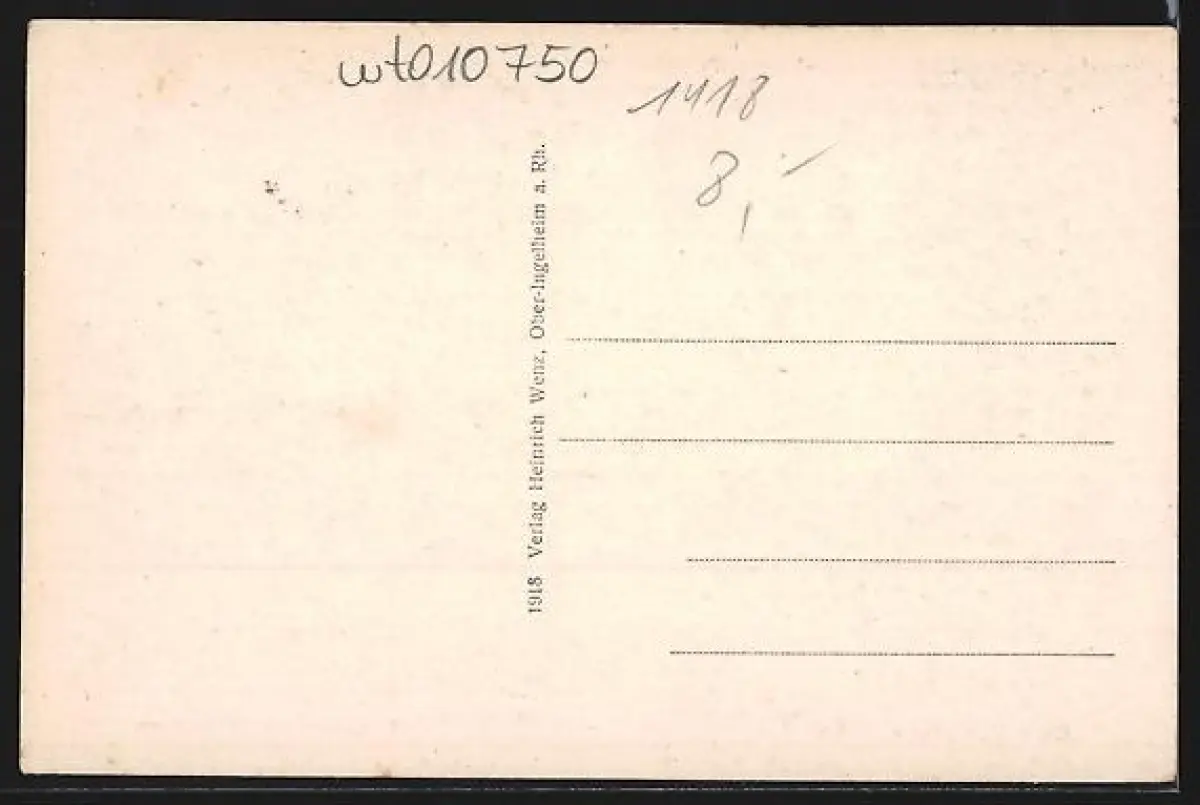 wt010750
1418
8,-
1918 Verlag Heinrich Wenz, Ober-Ingelheim a. Rh.